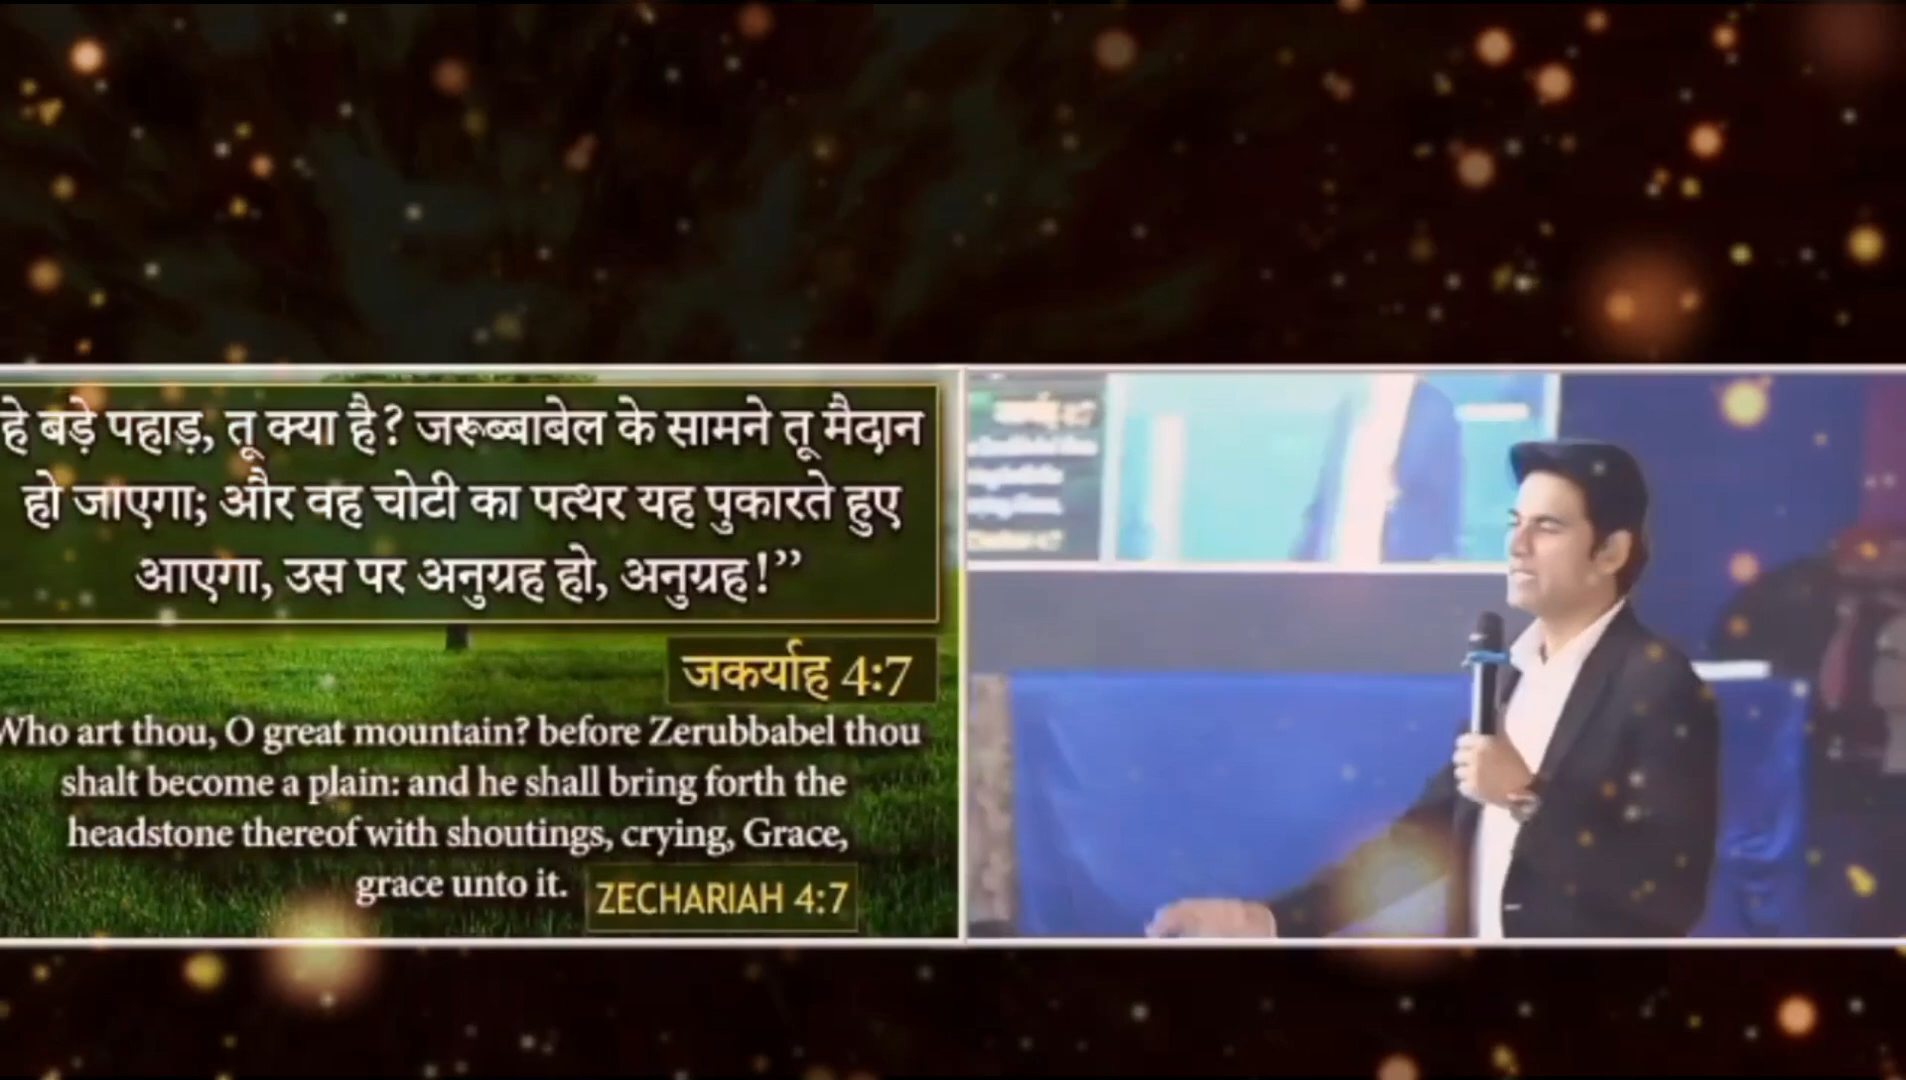 हे बड़े पहाड़, तू क्या है? जरूब्बाबेल के सामने तू मैदान
हो जाएगा; और वह चोटी का पत्थर यह पुकारते हुए
आएगा, उस पर अनुग्रह हो, अनुग्रह!”
जकर्याह 4:7
Who art thou, O great mountain? before Zerubbabel thou
shalt become a plain: and he shall bring forth the
headstone thereof with shoutings, crying, Grace,
grace unto it.
ZECHARIAH 4:7